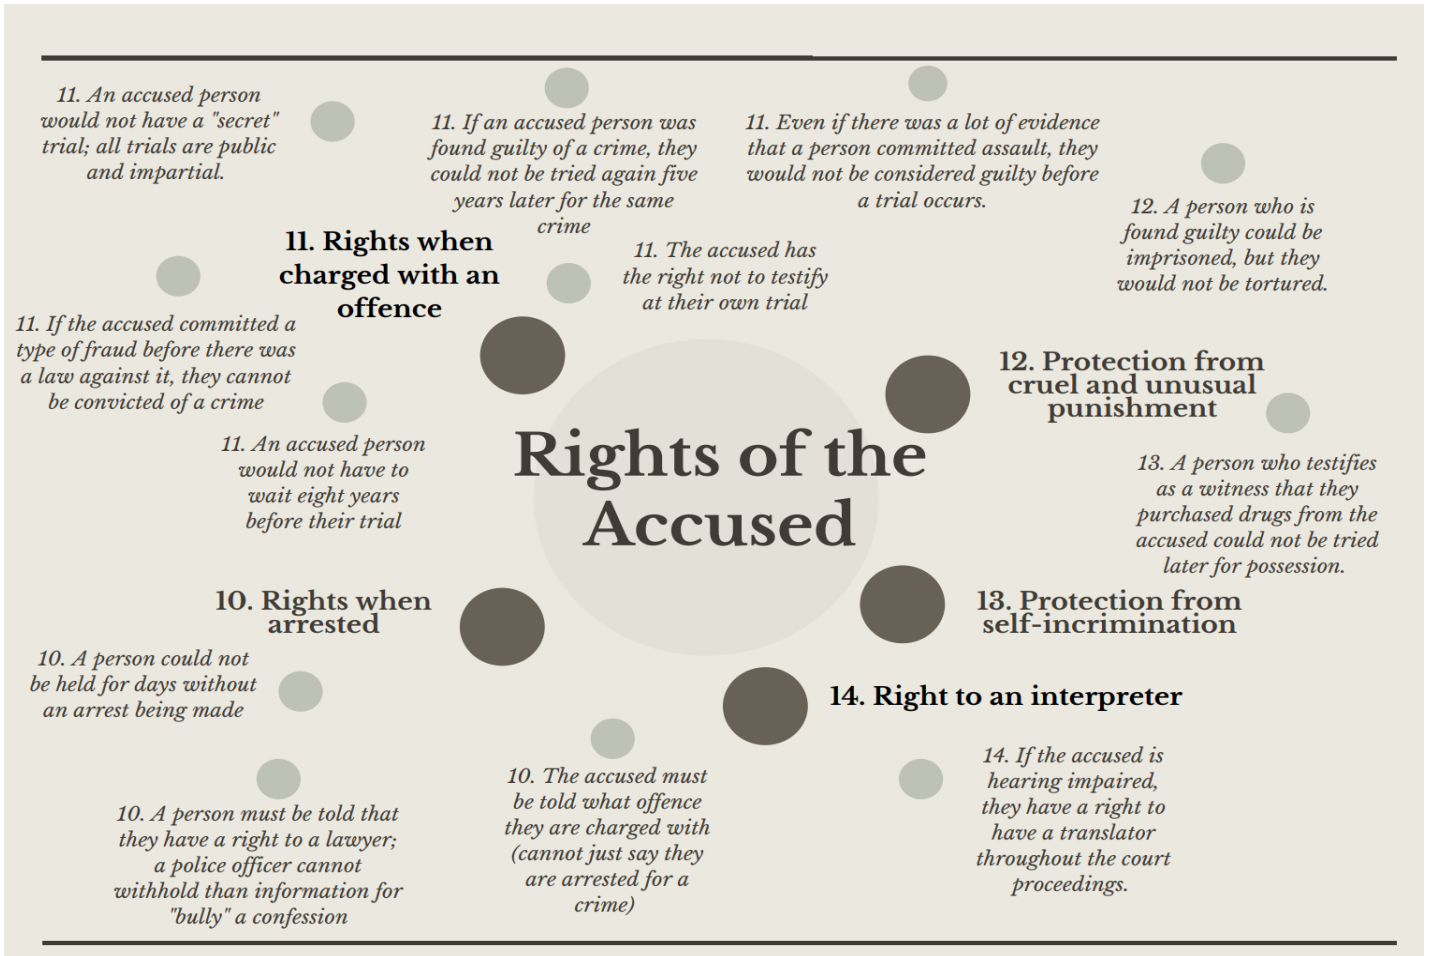 11. An accused person
would not have a "secret"
trial; all trials are public
and impartial.
11. If an accused person was
found guilty of a crime, they
could not be tried again five
years later for the same
crime
11. Even if there was a lot of evidence
that a person committed assault, they
would not be considered guilty before
a trial occurs.
12. A person who is
found guilty could be
imprisoned, but they
would not be tortured.
11. Rights when
charged with an
offence
11. The accused has
the right not to testify
at their own trial
11. If the accused committed a
type of fraud before there was
a law against it, they cannot
be convicted of a crime
12. Protection from
cruel and unusual
punishment
11. An accused person
would not have to
wait eight years
before their trial
Rights of the
Accused
13. A person who testifies
as a witness that they
purchased drugs from the
accused could not be tried
later for possession.
10. Rights when
arrested
13. Protection from
self-incrimination
10. A person could not
be held for days without
an arrest being made
14. Right to an interpreter
10. A person must be told that
they have a right to a lawyer;
a police officer cannot
withhold than information for
"bully" a confession
10. The accused must
be told what offence
they are charged with
(cannot just say they
are arrested for a
crime)
14. If the accused is
hearing impaired,
they have a right to
have a translator
throughout the court
proceedings.